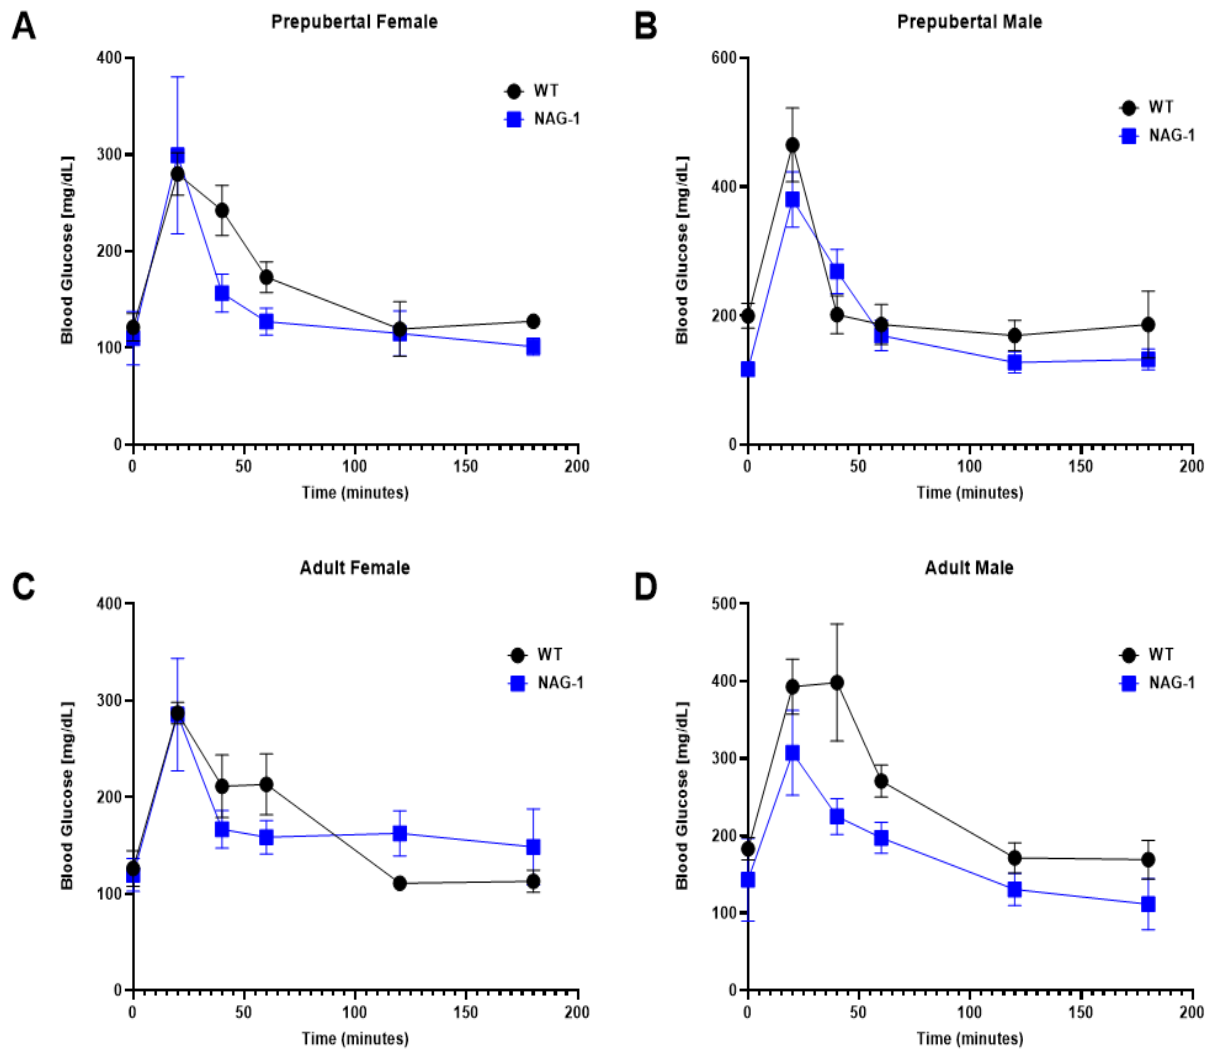 A
Prepubertal Female
400
300
200
100
0
Blood Glucose [mg/dL]
WT
NAG-1
0 50 100 150 200
Time (minutes)
B
Prepubertal Male
600
400
200
0
Blood Glucose [mg/dL]
WT
NAG-1
0 50 100 150 200
Time (minutes)
C
Adult Female
400
300
200
100
0
Blood Glucose [mg/dL]
WT
NAG-1
0 50 100 150 200
Time (minutes)
D
Adult Male
500
400
300
200
100
0
Blood Glucose [mg/dL]
WT
NAG-1
0 50 100 150 200
Time (minutes)